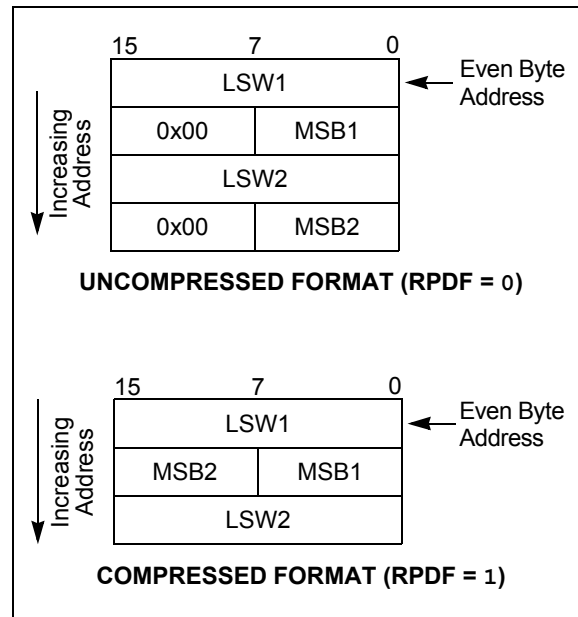 15 7 0
LSW1
Even Byte
Address
0x00 MSB1
LSW2
0x00 MSB2
Increasing
Address
UNCOMPRESSED FORMAT (RPDF = 0)
15 7 0
LSW1
Even Byte
Address
MSB2 MSB1
LSW2
Increasing
Address
COMPRESSED FORMAT (RPDF = 1)